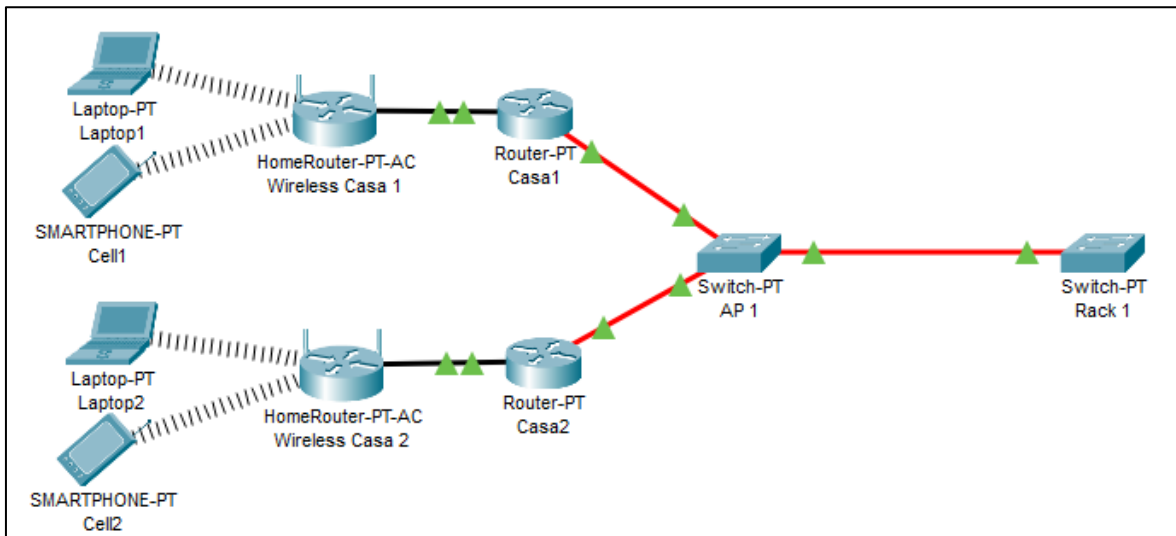 Laptop-PT
Laptop1
SMARTPHONE-PT
Cell1
HomeRouter-PT-AC
Wireless Casa 1
Router-PT
Casa1
Switch-PT
AP 1
Switch-PT
Rack 1
Laptop-PT
Laptop2
SMARTPHONE-PT
Cell2
HomeRouter-PT-AC
Wireless Casa 2
Router-PT
Casa2